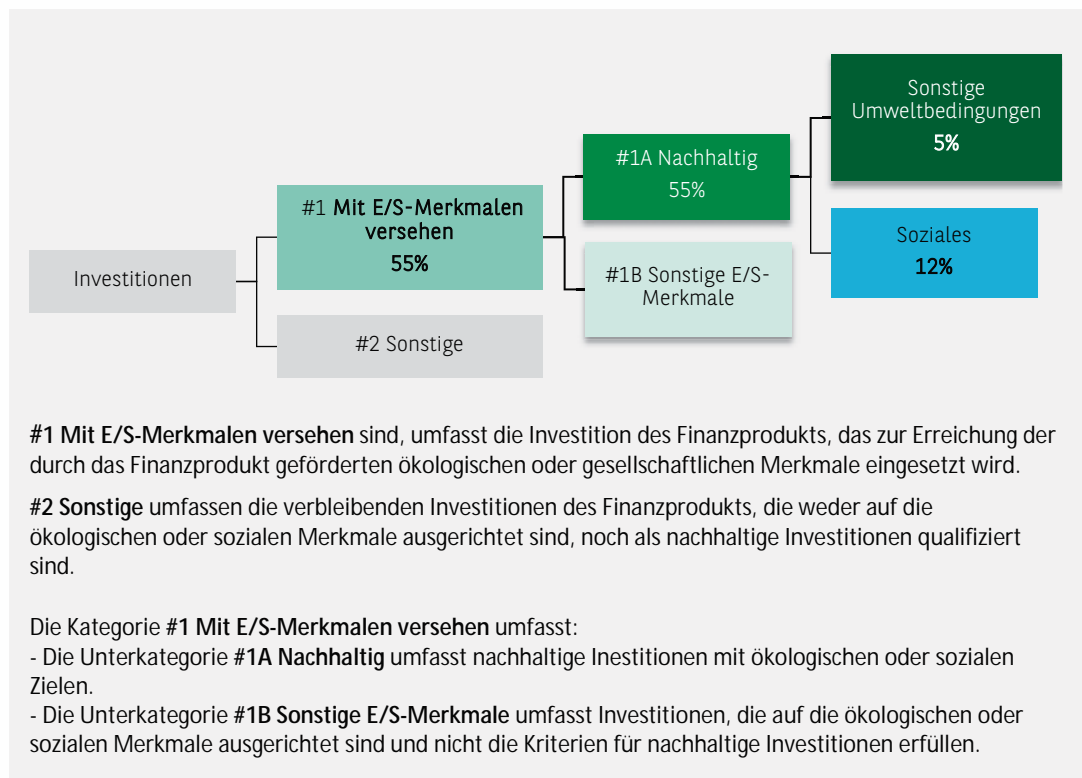 Sonstige
Umweltbedingungen
5%
#1A Nachhaltig
55%
#1 Mit E/S-Merkmalen
versehen
55%
Soziales
12%
Investitionen
#1B Sonstige E/S-
Merkmale
#2 Sonstige
#1 Mit E/S-Merkmalen versehen sind, umfasst die Investition des Finanzprodukts, das zur Erreichung der
durch das Finanzprodukt geförderten ökologischen oder gesellschaftlichen Merkmale eingesetzt wird.
#2 Sonstige umfassen die verbleibenden Investitionen des Finanzprodukts, die weder auf die
ökologischen oder sozialen Merkmale ausgerichtet sind, noch als nachhaltige Investitionen qualifiziert
sind.
Die Kategorie #1 Mit E/S-Merkmalen versehen umfasst:
- Die Unterkategorie #1A Nachhaltig umfasst nachhaltige Inestitionen mit ökologischen oder sozialen
Zielen.
- Die Unterkategorie #1B Sonstige E/S-Merkmale umfasst Investitionen, die auf die ökologischen oder
sozialen Merkmale ausgerichtet sind und nicht die Kriterien für nachhaltige Investitionen erfüllen.